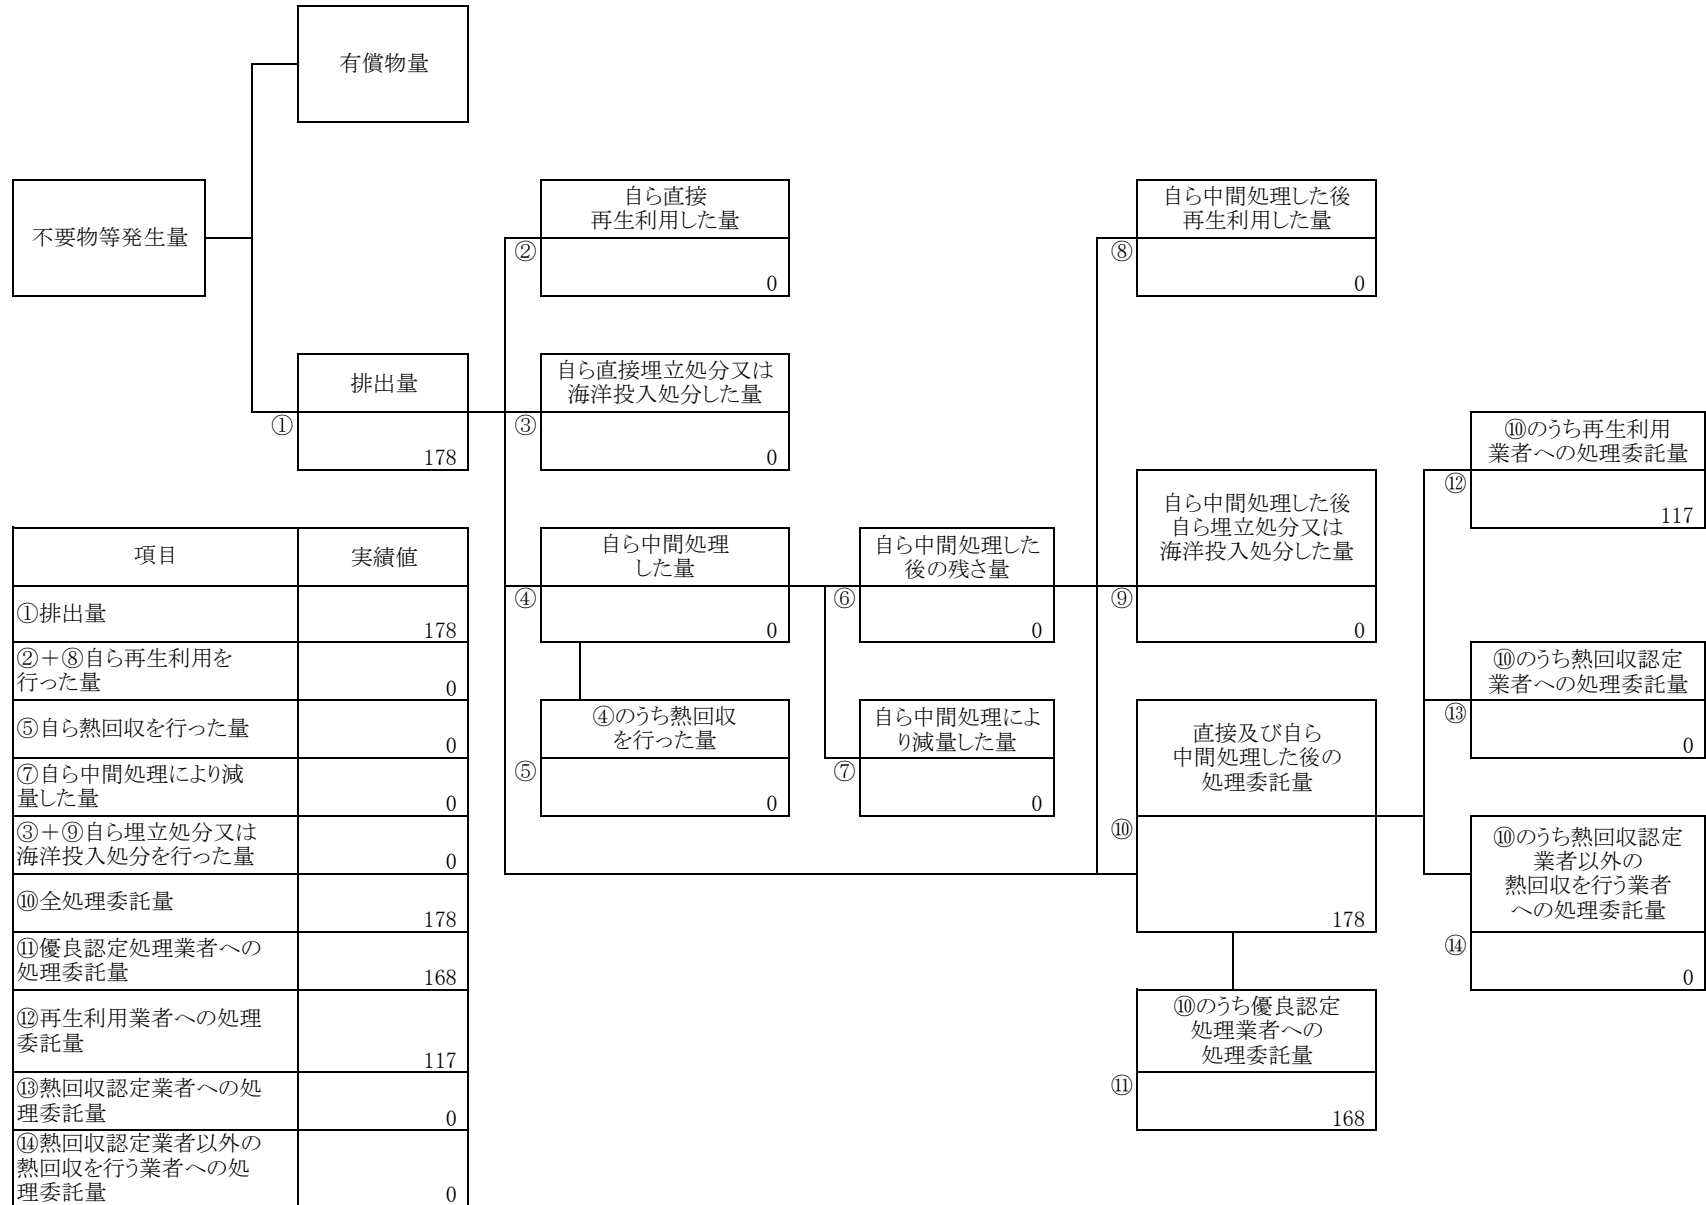 有償物量
不要物等発生量
自ら直接
再生利用した量
②
0
自ら中間処理した後
再生利用した量
⑧
0
排出量
①
178
自ら直接埋立処分又は
海洋投入処分した量
③
0
⑩のうち再生利用
業者への処理委託量
⑫
117
自ら中間処理した後
自ら埋立処分又は
海洋投入処分した量
⑨
0
自ら中間処理
した量
④
0
自ら中間処理した
後の残さ量
⑥
0
⑩のうち熱回収認定
業者への処理委託量
⑬
0
④のうち熱回収
を行った量
⑤
0
自ら中間処理によ
り減量した量
⑦
0
直接及び自ら
中間処理した後の
処理委託量
⑩
178
⑩のうち熱回収認定
業者以外の
熱回収を行う業者
への処理委託量
⑭
0
⑩のうち優良認定
処理業者への
処理委託量
⑪
168
項目 実績値
①排出量 178
②＋⑧自ら再生利用を
行った量 0
⑤自ら熱回収を行った量 0
⑦自ら中間処理により減
量した量 0
③＋⑨自ら埋立処分又は
海洋投入処分を行った量 0
⑩全処理委託量 178
⑪優良認定処理業者への
処理委託量 168
⑫再生利用業者への処理
委託量 117
⑬熱回収認定業者への処
理委託量 0
⑭熱回収認定業者以外の
熱回収を行う業者への処
理委託量 0